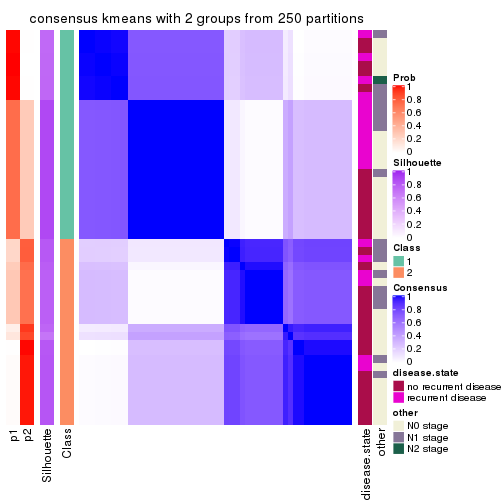 consensus kmeans with 2 groups from 250 partitions
Prob
1
0.8
0.6
0.4
0.2
0
Silhouette
1
0.8
0.6
0.4
0.2
0
Class
1
2
Consensus
1
0.8
0.6
0.4
0.2
0
disease.state
no recurrent disease
recurrent disease
other
N0 stage
N1 stage
N2 stage
p1
p2
Silhouette
Class
disease.state
other